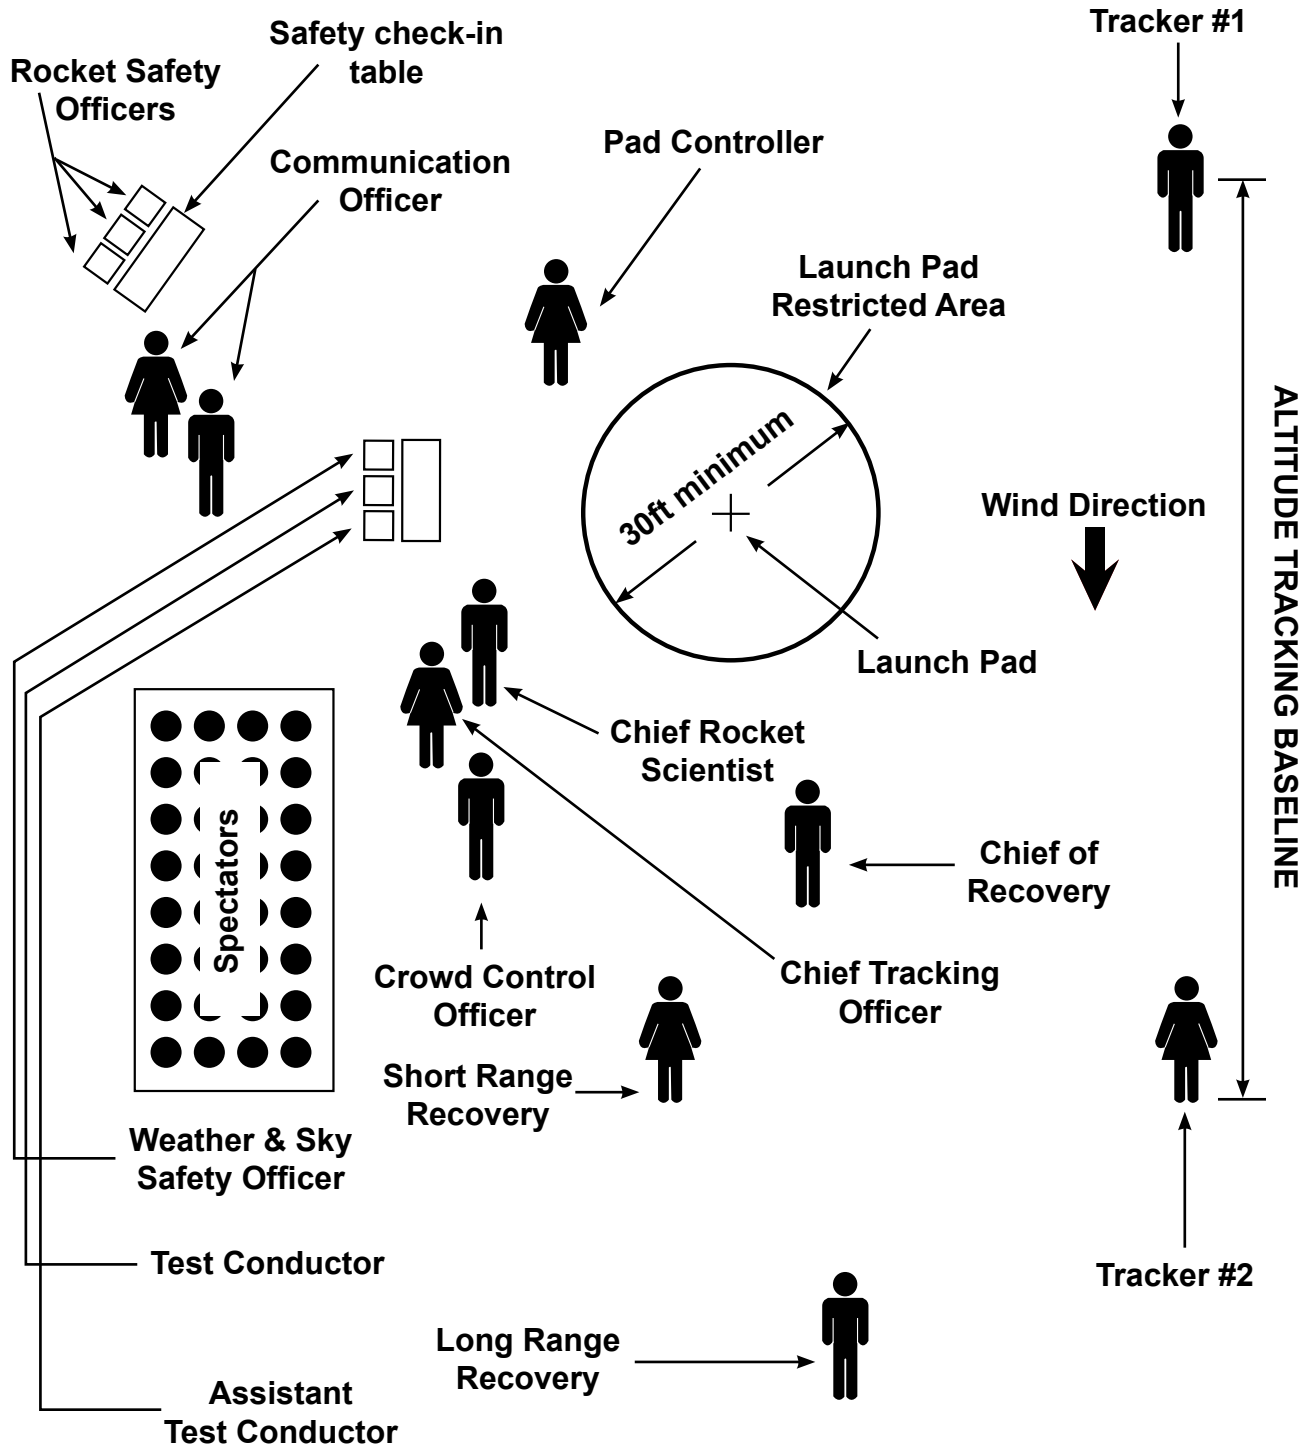 Tracker #1
Safety check-in
table
Rocket Safety
Officers
Pad Controller
Communication
Officer
Launch Pad
Restricted Area
30ft minimum
Wind Direction
ALTITUDE TRACKING BASELINE
Launch Pad
Chief Rocket
Scientist
Spectators
Chief of
Recovery
Crowd Control
Officer
Chief Tracking
Officer
Short Range
Recovery
Weather & Sky
Safety Officer
Test Conductor
Tracker #2
Long Range
Recovery
Assistant
Test Conductor